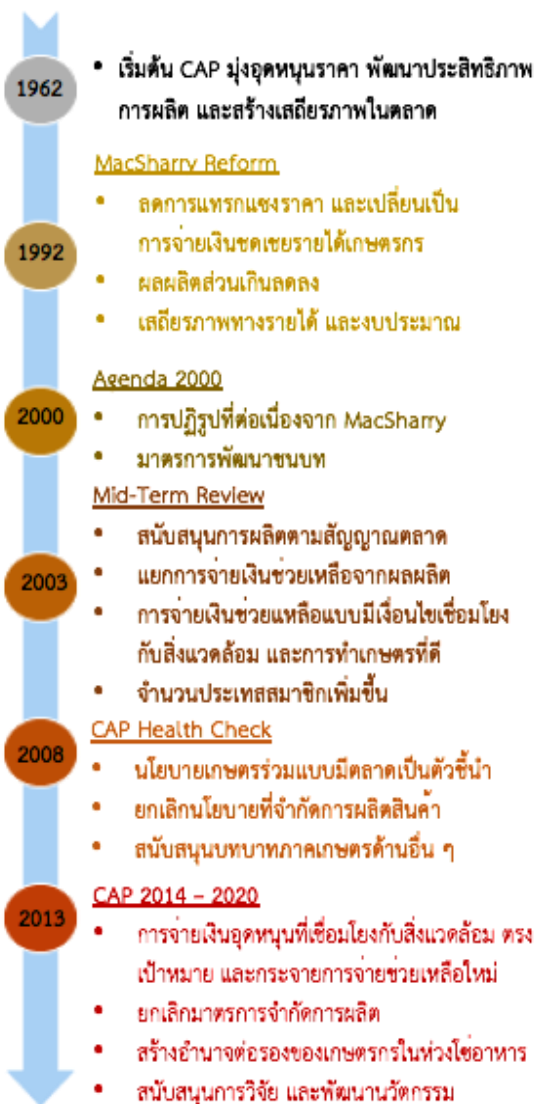 1962
• เริ่มต้น CAP มุ่งอุดหนุนราคา พัฒนาประสิทธิภาพ
การผลิต และสร้างเสถียรภาพในตลาด
MacSharry Reform
1992
• ลดการแทรกแซงราคา และเปลี่ยนเป็น
การจ่ายเงินชดเชยรายได้เกษตรกร
• ผลผลิตส่วนเกินลดลง
• เสถียรภาพทางรายได้ และงบประมาณ
Agenda 2000
2000
• การปฏิรูปที่ต่อเนื่องจาก MacSharry
• มาตรการพัฒนาชนบท
Mid-Term Review
2003
• สนับสนุนการผลิตตามสัญญาณตลาด
• แยกการจ่ายเงินช่วยเหลือจากผลผลิต
• การจ่ายเงินช่วยแหลือแบบมีเงื่อนไขเชื่อมโยง
กับสิ่งแวดล้อม และการทำเกษตรที่ดี
• จำนวนประเทสสมาชิกเพิ่มขึ้น
CAP Health Check
2008
• นโยบายเกษตรร่วมแบบมีตลาดเป็นตัวชี้นำ
• ยกเลิกนโยบายที่จำกัดการผลิตสินค้า
• สนับสนุนบทบาทภาคเกษตรด้านอื่น ๆ
CAP 2014 – 2020
2013
• การจ่ายเงินอุดหนุนที่เชื่อมโยงกับสิ่งแวดล้อม ตรง
เป้าหมาย และกระจายการจ่ายช่วยเหลือใหม่
• ยกเลิกมาตรการจำกัดการผลิต
• สร้างอำนาจต่อรองของเกษตรกรในห่วงโซ่อาหาร
• สนับสนุนการวิจัย และพัฒนานวัตกรรม